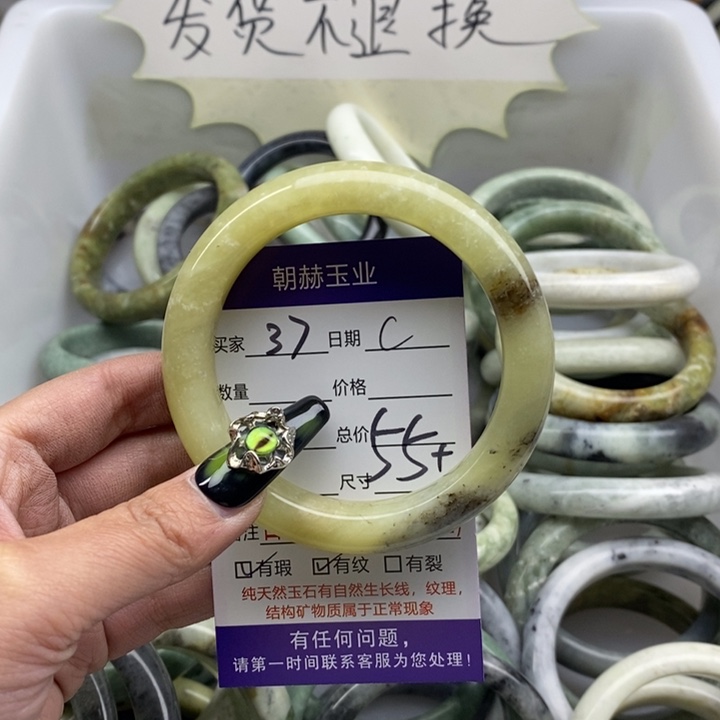 发货不退换
朝赫玉业
买家 37 日期 C
数量 价格
总价 55+
尺寸
注
☑有瑕 ☑有纹 □有裂
纯天然玉石有自然生长线，纹理，
结构矿物质属于正常现象
有任何问题，
请第一时间联系客服为您处理！